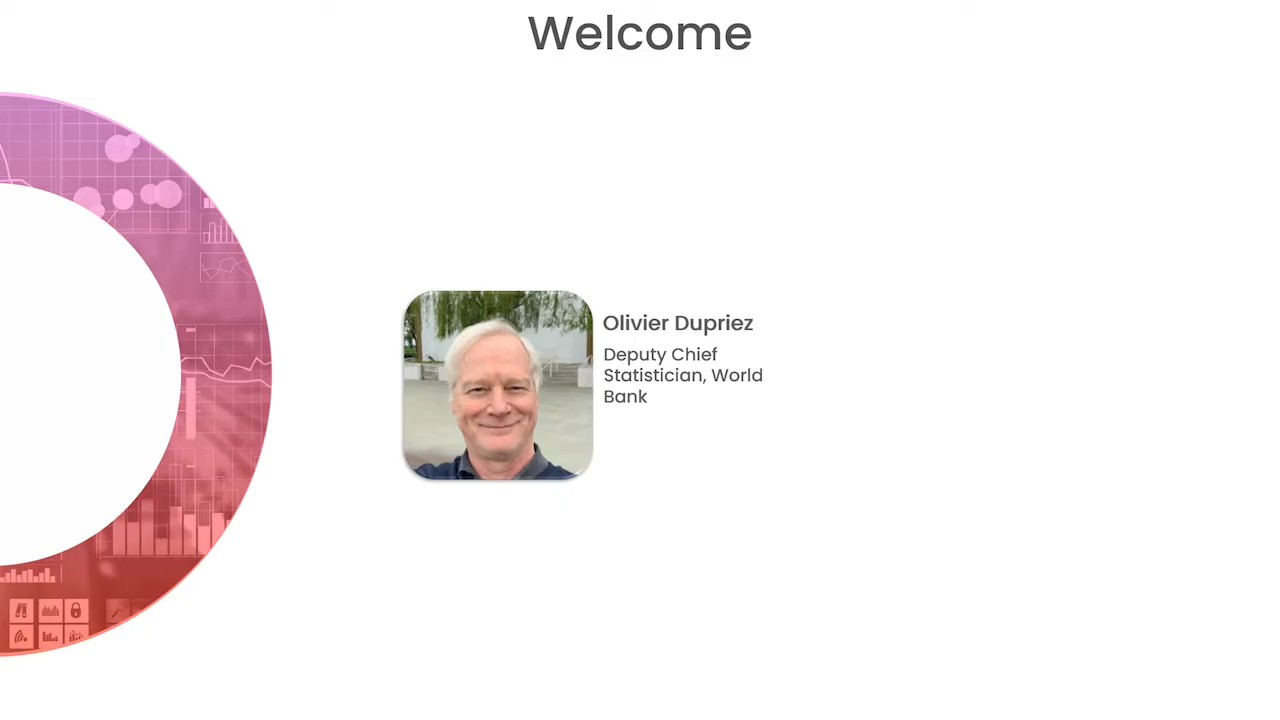 Welcome
Olivier Dupriez
Deputy Chief
Statistician, World
Bank